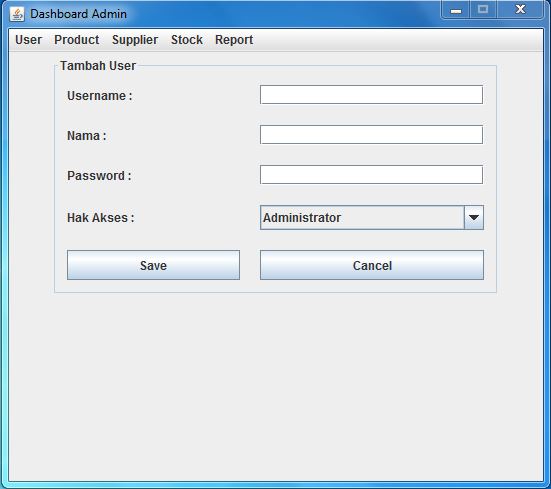 Dashboard Admin
User Product Supplier Stock Report
Tambah User
Username :
Nama :
Password :
Hak Akses : Administrator
Save Cancel